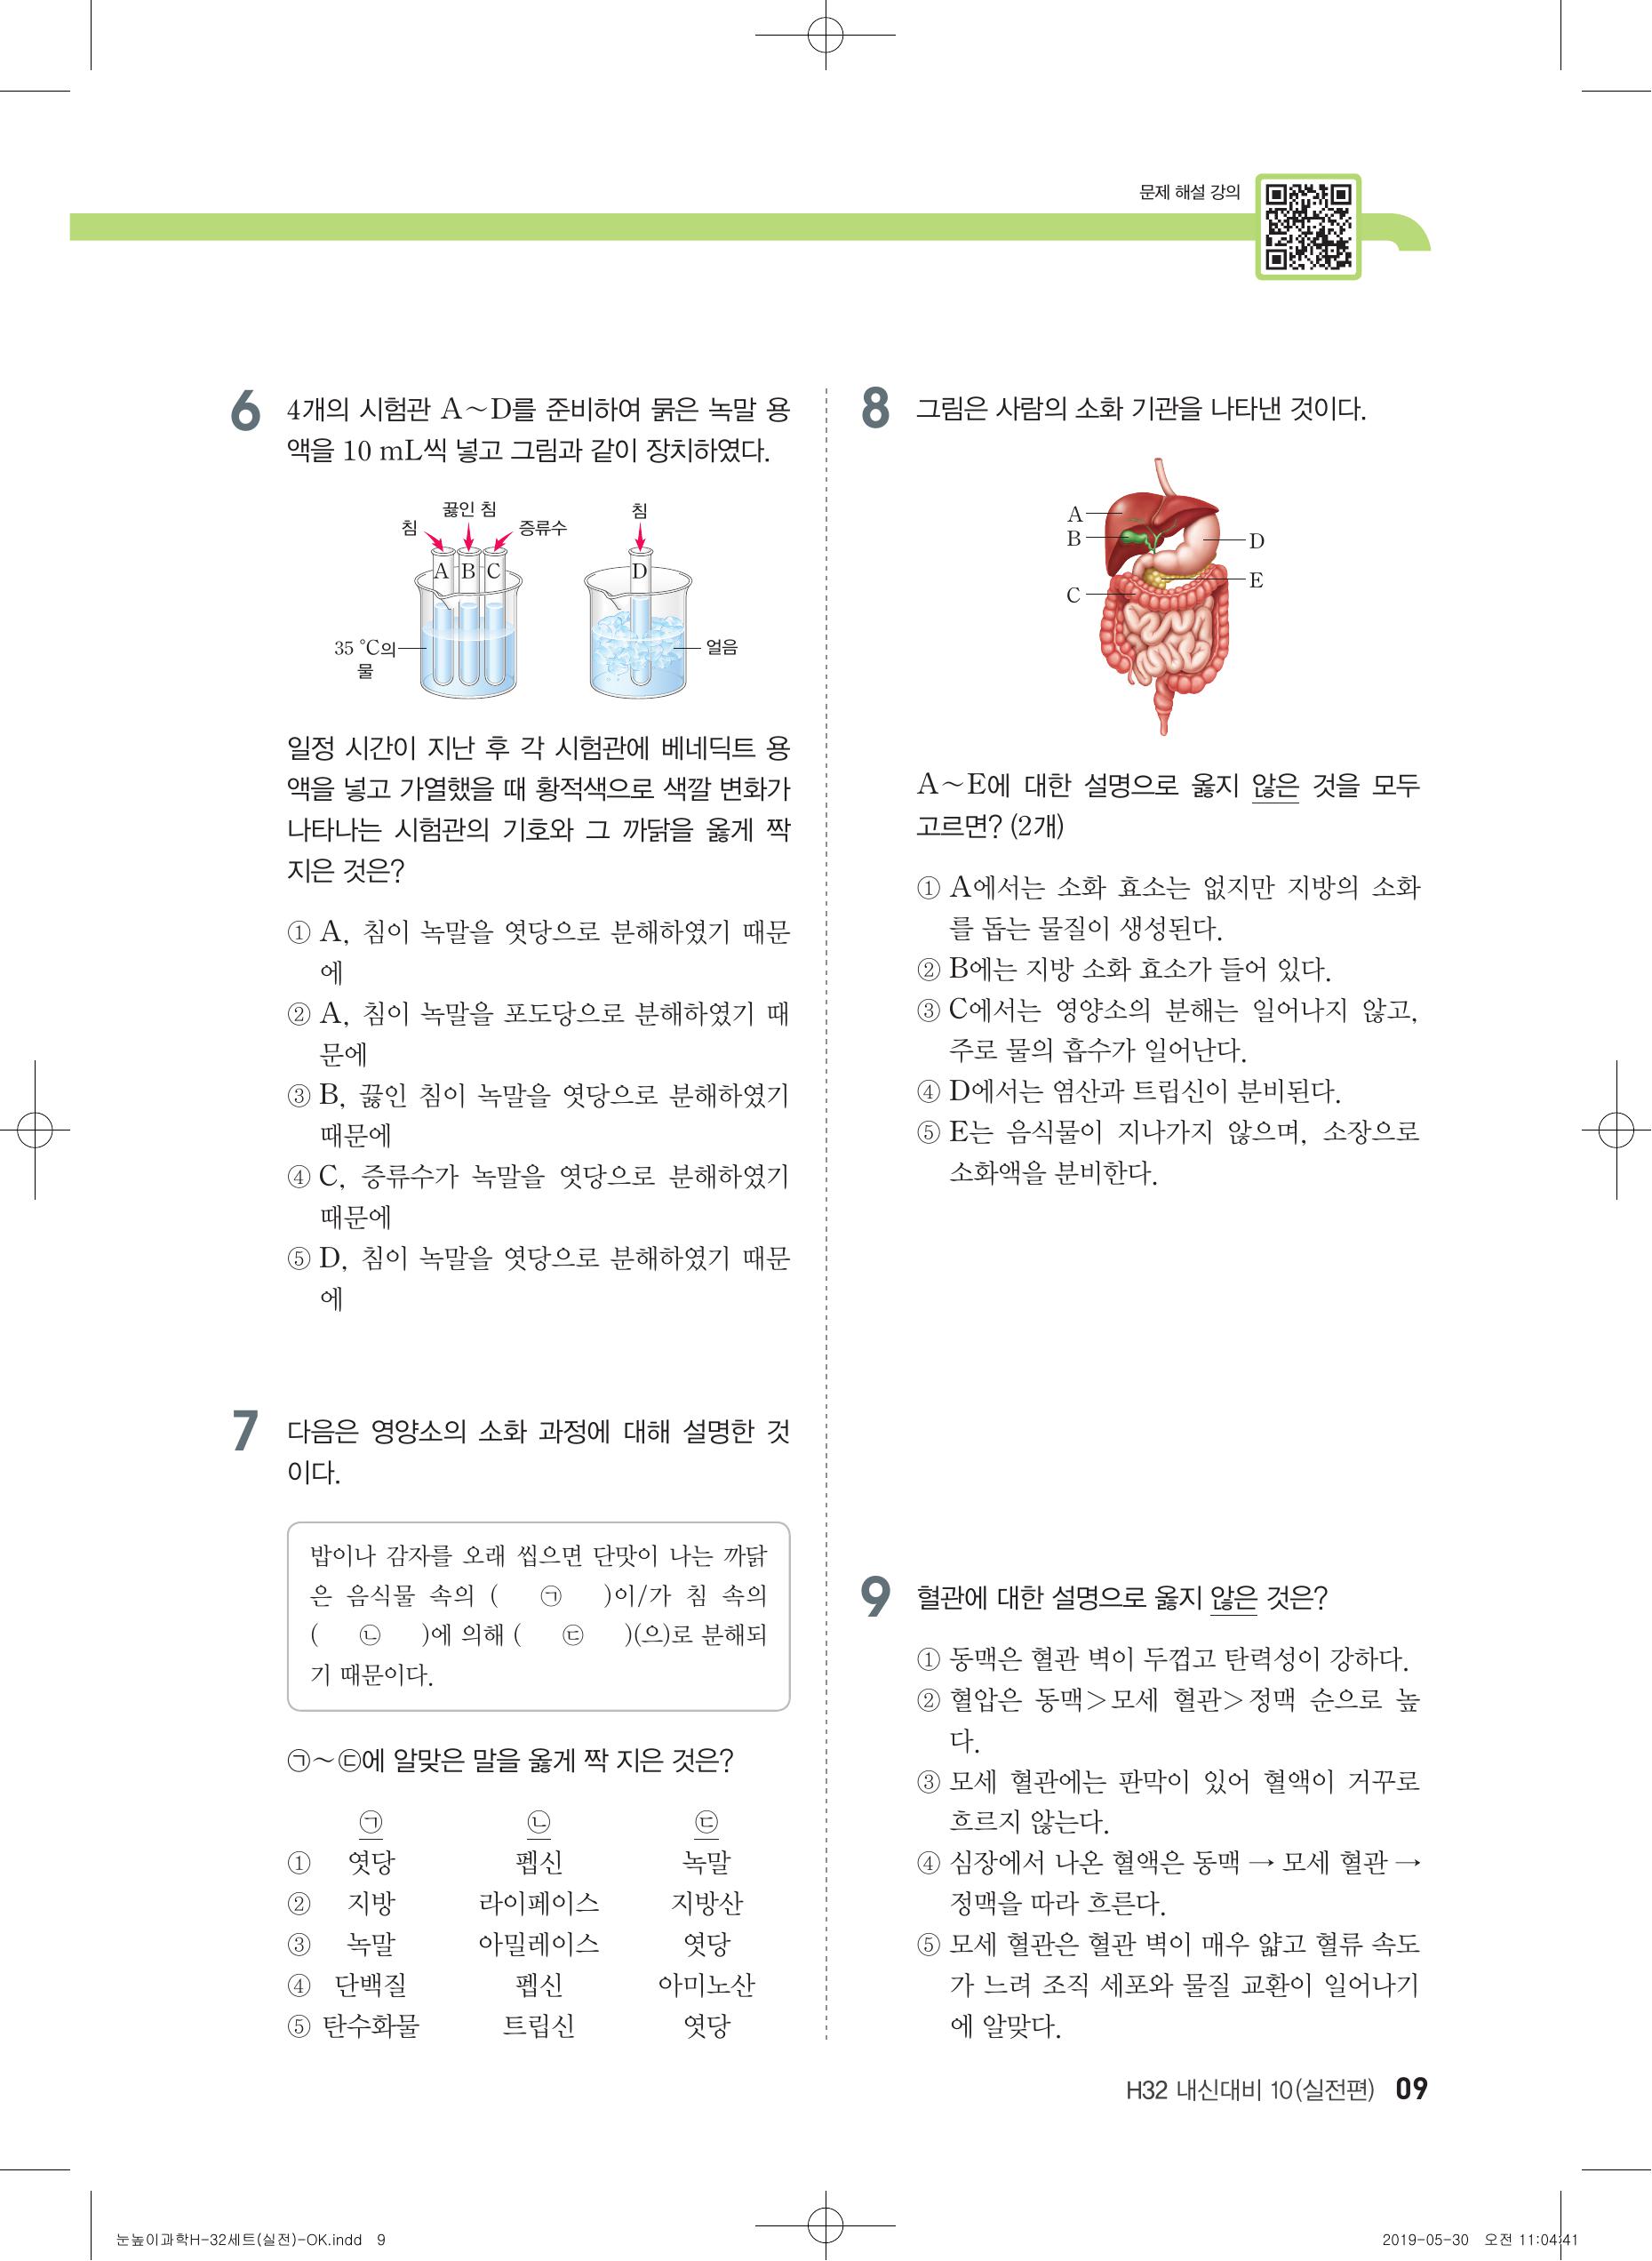 문제 해설 강의
6 4개의 시험관 A~D를 준비하여 묽은 녹말 용
액을 10 mL씩 넣고 그림과 같이 장치하였다.
끓인 침
침
증류수
침
A B C
D
35 ℃의
물
얼음
일정 시간이 지난 후 각 시험관에 베네딕트 용
액을 넣고 가열했을 때 황적색으로 색깔 변화가
나타나는 시험관의 기호와 그 까닭을 옳게 짝
지은 것은?
① A, 침이 녹말을 엿당으로 분해하였기 때문
에
② A, 침이 녹말을 포도당으로 분해하였기 때
문에
③ B, 끓인 침이 녹말을 엿당으로 분해하였기
때문에
④ C, 증류수가 녹말을 엿당으로 분해하였기
때문에
⑤ D, 침이 녹말을 엿당으로 분해하였기 때문
에
7 다음은 영양소의 소화 과정에 대해 설명한 것
이다.
밥이나 감자를 오래 씹으면 단맛이 나는 까닭
은 음식물 속의 ( ㉠ )이/가 침 속의
( ㉡ )에 의해 ( ㉢ )(으)로 분해되
기 때문이다.
㉠~㉢에 알맞은 말을 옳게 짝 지은 것은?
㉠ ㉡ ㉢
① 엿당 펩신 녹말
② 지방 라이페이스 지방산
③ 녹말 아밀레이스 엿당
④ 단백질 펩신 아미노산
⑤ 탄수화물 트립신 엿당
8 그림은 사람의 소화 기관을 나타낸 것이다.
A
B
C
D
E
A~E에 대한 설명으로 옳지 않은 것을 모두
고르면? (2개)
① A에서는 소화 효소는 없지만 지방의 소화
를 돕는 물질이 생성된다.
② B에는 지방 소화 효소가 들어 있다.
③ C에서는 영양소의 분해는 일어나지 않고,
주로 물의 흡수가 일어난다.
④ D에서는 염산과 트립신이 분비된다.
⑤ E는 음식물이 지나가지 않으며, 소장으로
소화액을 분비한다.
9 혈관에 대한 설명으로 옳지 않은 것은?
① 동맥은 혈관 벽이 두껍고 탄력성이 강하다.
② 혈압은 동맥>모세 혈관>정맥 순으로 높
다.
③ 모세 혈관에는 판막이 있어 혈액이 거꾸로
흐르지 않는다.
④ 심장에서 나온 혈액은 동맥 → 모세 혈관 →
정맥을 따라 흐른다.
⑤ 모세 혈관은 혈관 벽이 매우 얇고 혈류 속도
가 느려 조직 세포와 물질 교환이 일어나기
에 알맞다.
H32 내신대비 10(실전편) 09
눈높이과학H-32세트(실전)-OK.indd 9
2019-05-30 오전 11:04:41